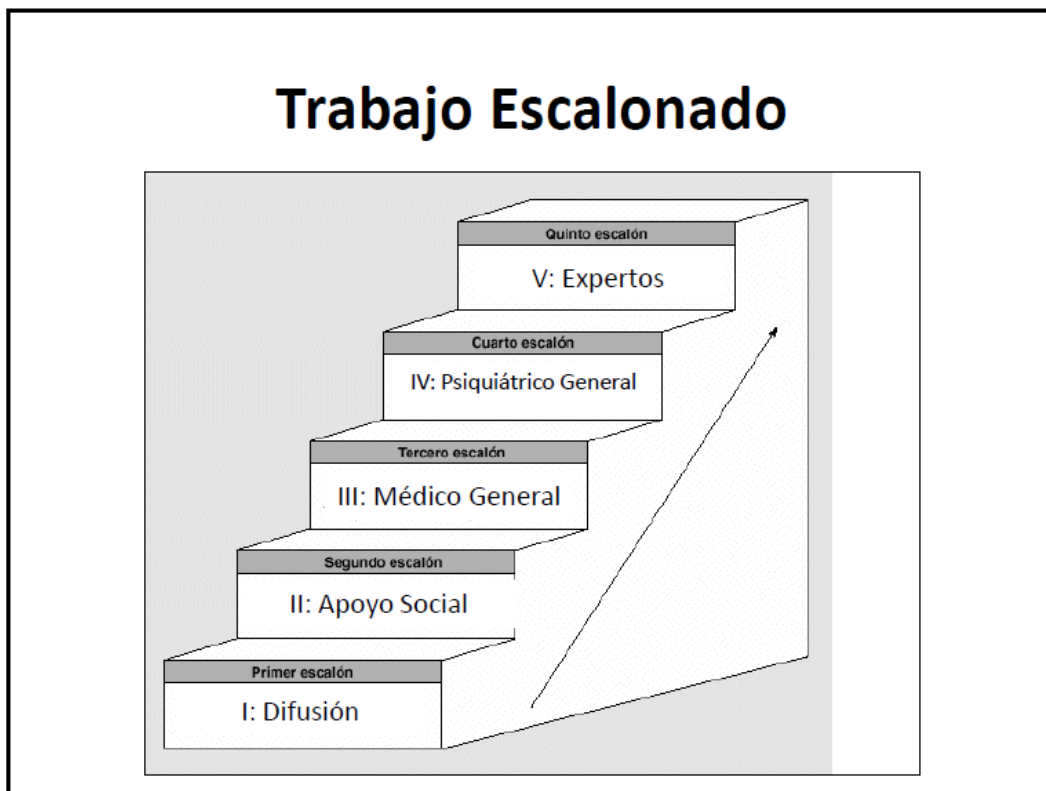 Trabajo Escalonado
Quinto escalón
V: Expertos
Cuarto escalón
IV: Psiquiátrico General
Tercero escalón
III: Médico General
Segundo escalón
II: Apoyo Social
Primer escalón
I: Difusión